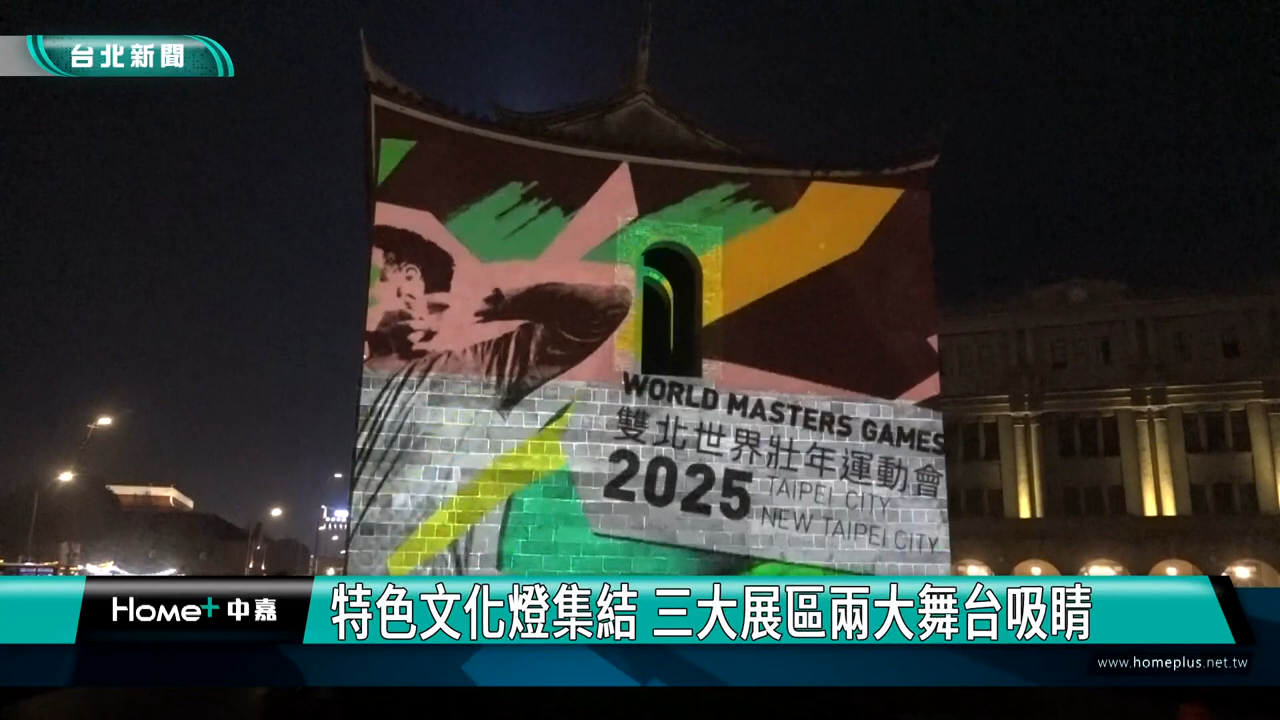 台北新聞
WORLD MASTERS GAMES
雙北世界壯年運動會
2025 TAIPEI CITY
NEW TAIPEI CITY
Home+ 中嘉
特色文化燈集結 三大展區兩大舞台吸睛
www.homeplus.net.tw